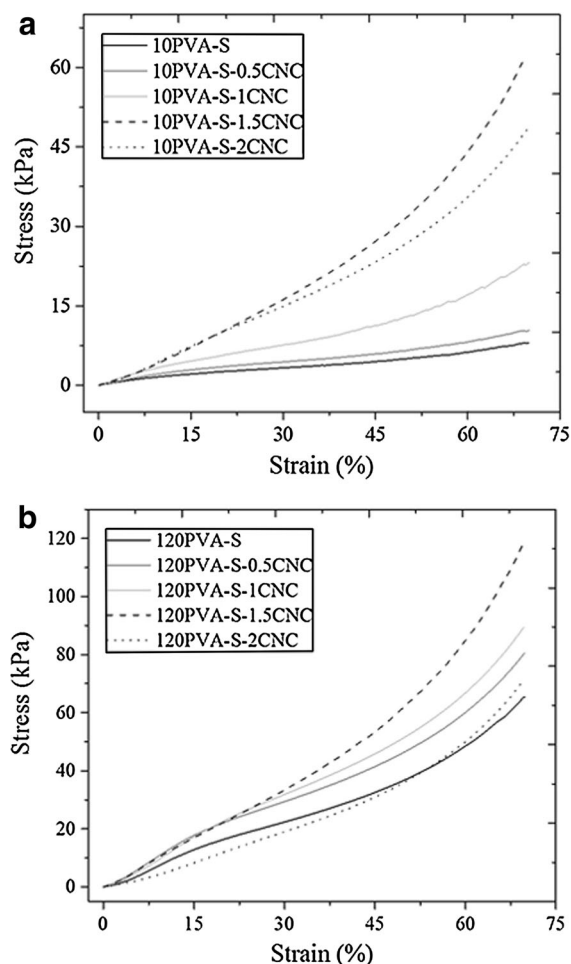 a
10PVA-S
10PVA-S-0.5CNC
10PVA-S-1CNC
10PVA-S-1.5CNC
10PVA-S-2CNC
60
45
30
15
0
Stress (kPa)
0 15 30 45 60 75
Strain (%)
b
120PVA-S
120PVA-S-0.5CNC
120PVA-S-1CNC
120PVA-S-1.5CNC
120PVA-S-2CNC
120
100
80
60
40
20
0
Stress (kPa)
0 15 30 45 60 75
Strain (%)